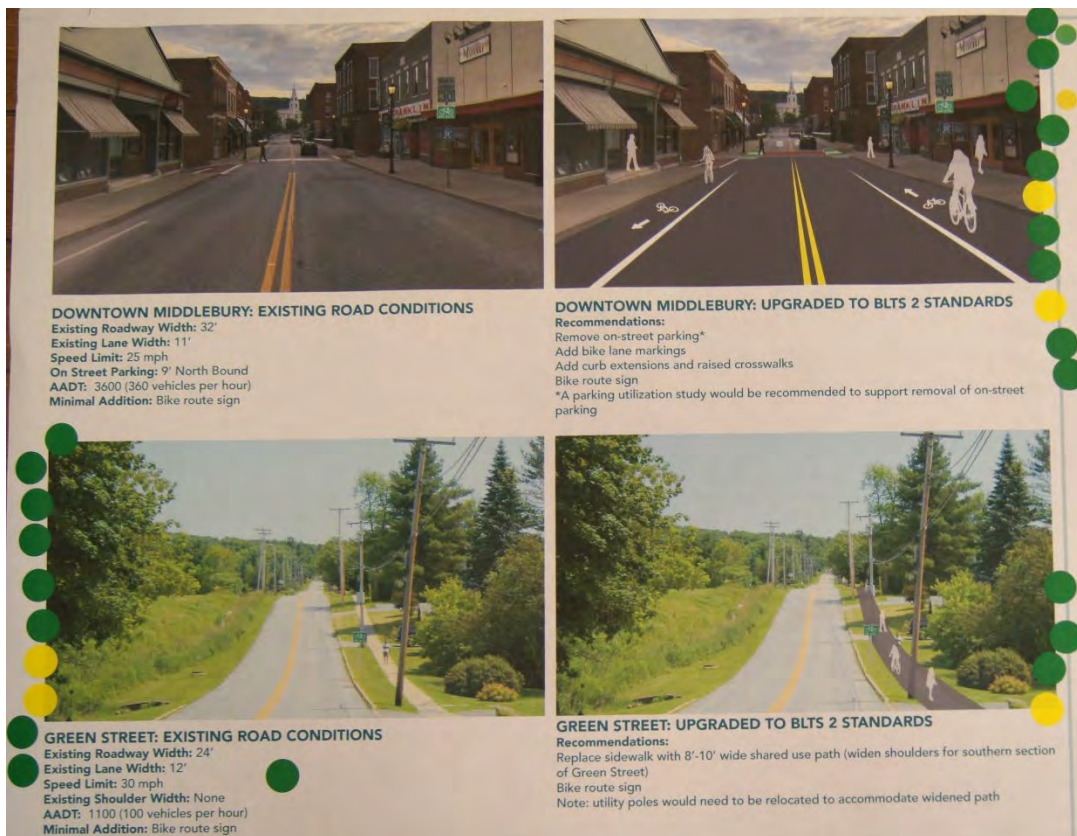 FRANKLIN
DOWNTOWN MIDDLEBURY: EXISTING ROAD CONDITIONS
Existing Roadway Width: 32'
Existing Lane Width: 11'
Speed Limit: 25 mph
On Street Parking: 9' North Bound
AADT: 3600 (360 vehicles per hour)
Minimal Addition: Bike route sign
DOWNTOWN MIDDLEBURY: UPGRADED TO BLTS 2 STANDARDS
Recommendations:
Remove on-street parking*
Add bike lane markings
Add curb extensions and raised crosswalks
Bike route sign
*A parking utilization study would be recommended to support removal of on-street
parking
GREEN STREET: EXISTING ROAD CONDITIONS
Existing Roadway Width: 24'
Existing Lane Width: 12'
Speed Limit: 30 mph
Existing Shoulder Width: None
AADT: 1100 (100 vehicles per hour)
Minimal Addition: Bike route sign
GREEN STREET: UPGRADED TO BLTS 2 STANDARDS
Recommendations:
Replace sidewalk with 8'-10' wide shared use path (widen shoulders for southern section
of Green Street)
Bike route sign
Note: utility poles would need to be relocated to accommodate widened path